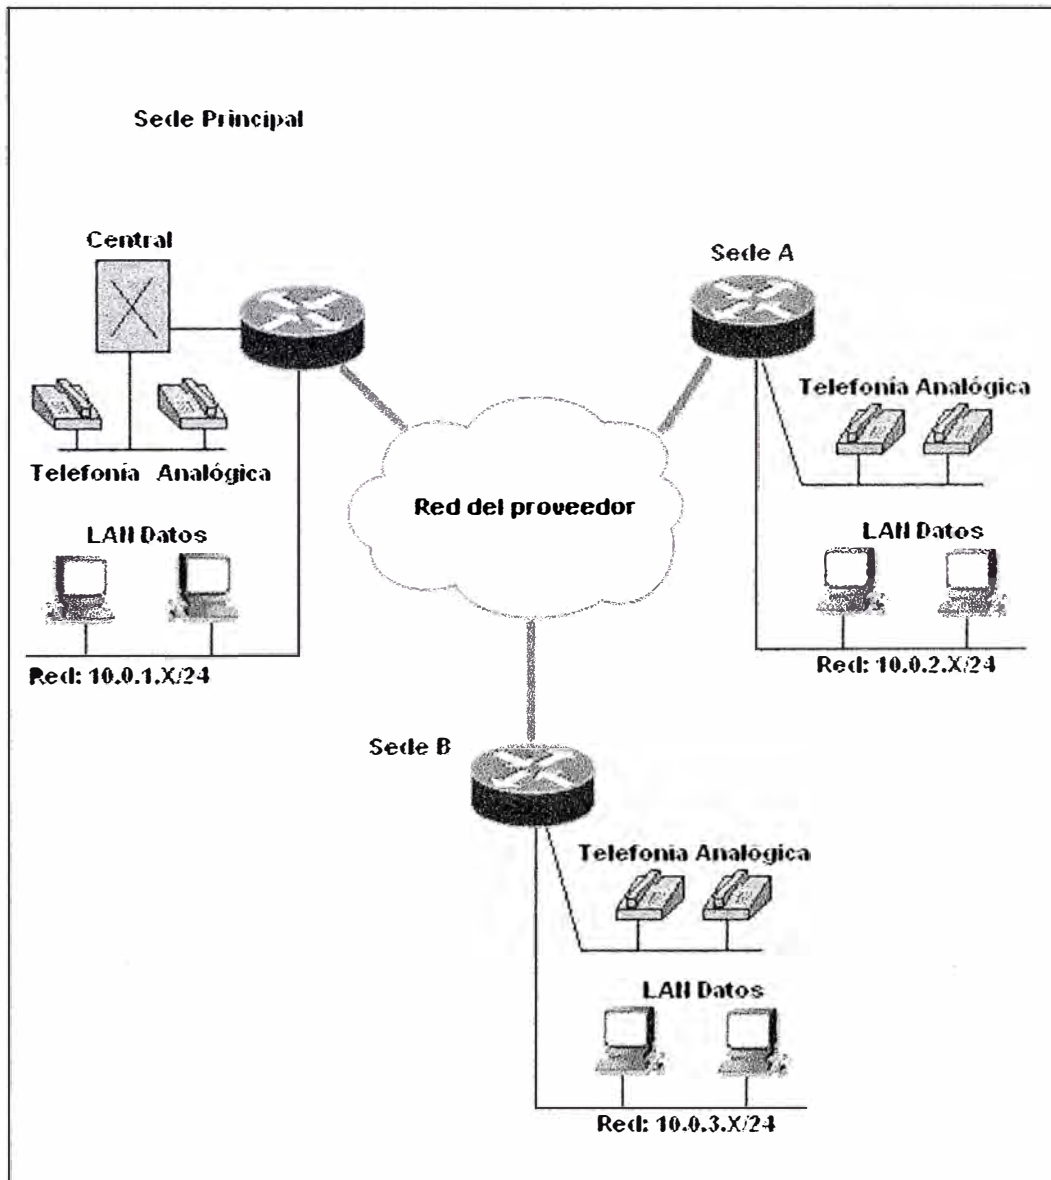 Sede Principal
Central
Telefonía Analógica
LAN Datos
Red: 10.0.1.X/24
Red del proveedor
Sede A
Telefonía Analógica
LAN Datos
Red: 10.0.2.X/24
Sede B
Telefonía Analógica
LAN Datos
Red: 10.0.3.X/24